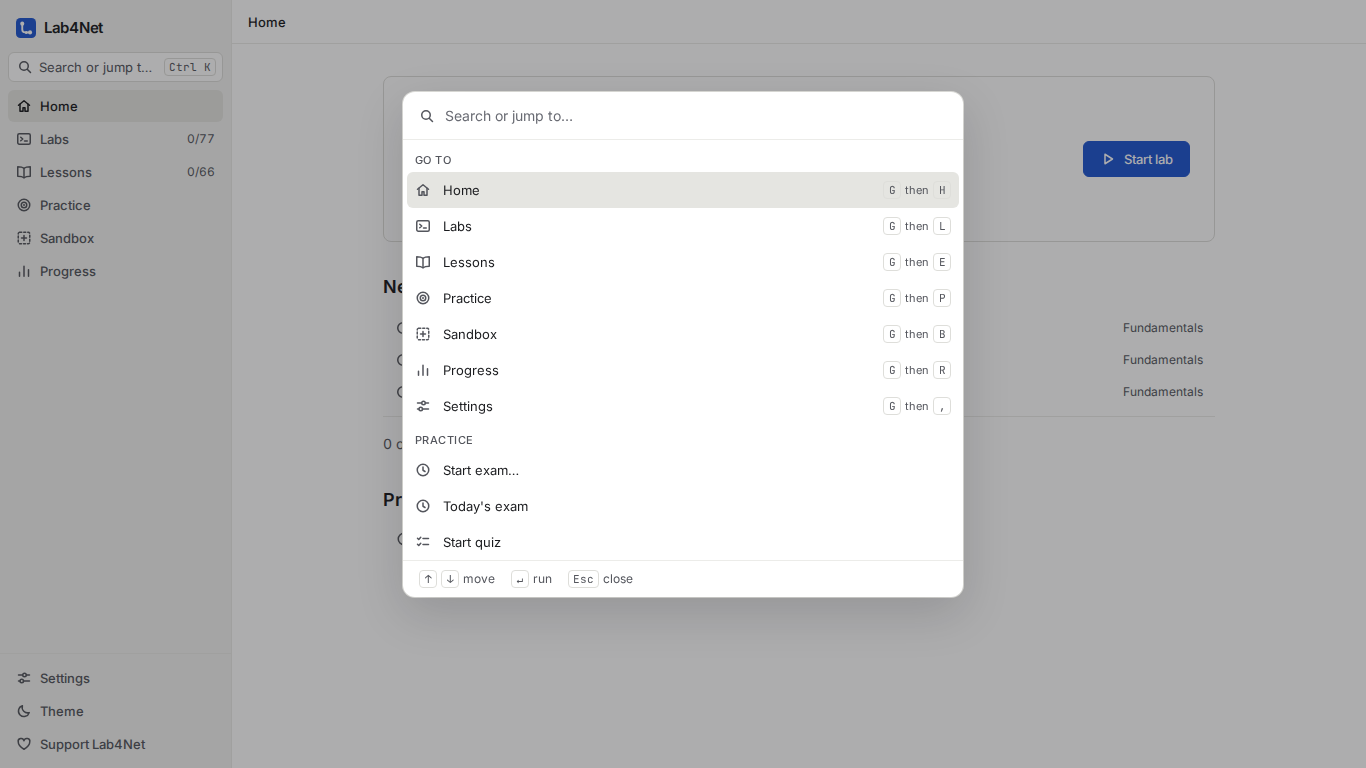 Lab4Net
Search or jump t... Ctrl K
Home
Labs 0/77
Lessons 0/66
Practice
Sandbox
Progress
Settings
Theme
Support Lab4Net
Home
Start lab
Fundamentals
Fundamentals
Fundamentals
Search or jump to...
GO TO
Home G then H
Labs G then L
Lessons G then E
Practice G then P
Sandbox G then B
Progress G then R
Settings G then ,
PRACTICE
Start exam...
Today's exam
Start quiz
↑ ↓ move ↵ run Esc close